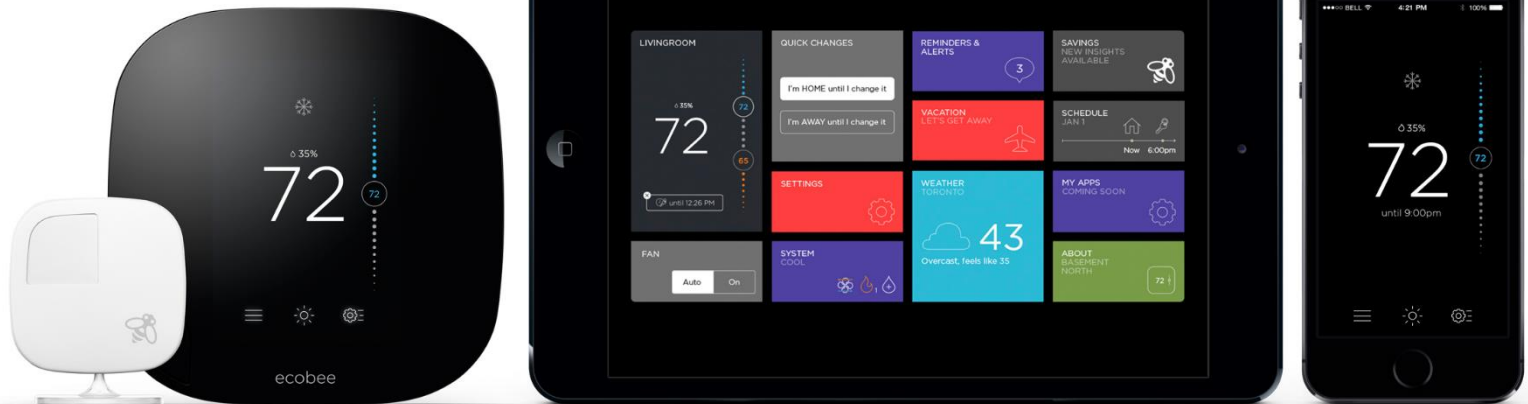 35%
72
72
ecobee
LIVINGROOM
35%
72
72
65
until 12:26 PM
QUICK CHANGES
I'm HOME until I change it
I'm AWAY until I change it
REMINDERS &
ALERTS
3
SAVINGS
NEW INSIGHTS
AVAILABLE
VACATION
LET'S GET AWAY
SCHEDULE
JAN 1
Now 6:00pm
SETTINGS
WEATHER
TORONTO
43
Overcast, feels like 35
MY APPS
COMING SOON
FAN
Auto On
SYSTEM
COOL
1
ABOUT
BASEMENT
NORTH
72
BELL 4:21 PM 100%
35%
72
72
until 9:00pm